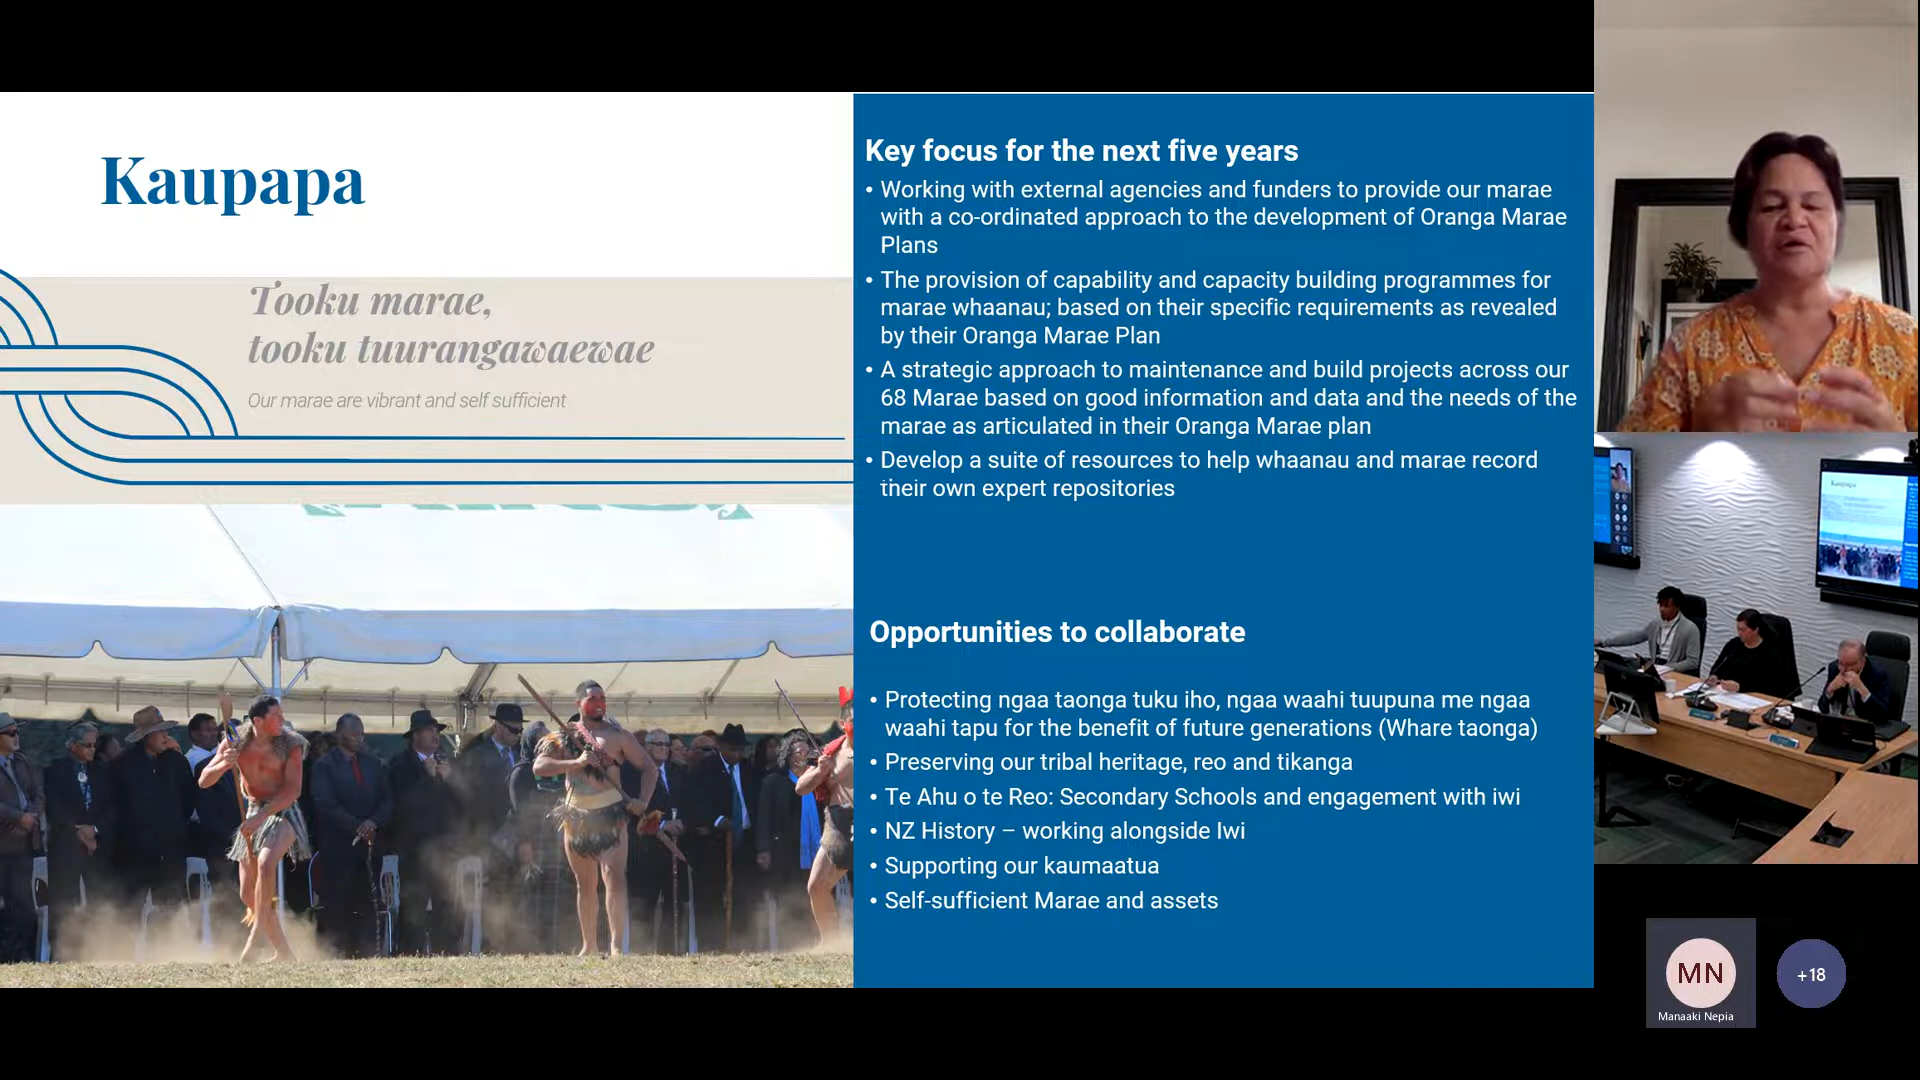 Kaupapa
Tooku marae,
tooku tuurangawaewae
Our marae are vibrant and self sufficient
Key focus for the next five years
• Working with external agencies and funders to provide our marae
with a co-ordinated approach to the development of Oranga Marae
Plans
• The provision of capability and capacity building programmes for
marae whaanau; based on their specific requirements as revealed
by their Oranga Marae Plan
• A strategic approach to maintenance and build projects across our
68 Marae based on good information and data and the needs of the
marae as articulated in their Oranga Marae plan
• Develop a suite of resources to help whaanau and marae record
their own expert repositories
Opportunities to collaborate
• Protecting ngaa taonga tuku iho, ngaa waahi tuupuna me ngaa
waahi tapu for the benefit of future generations (Whare taonga)
• Preserving our tribal heritage, reo and tikanga
• Te Ahu o te Reo: Secondary Schools and engagement with iwi
• NZ History – working alongside Iwi
• Supporting our kaumaatua
• Self-sufficient Marae and assets
Kaupapa
MN
Manaaki Nepia
+18